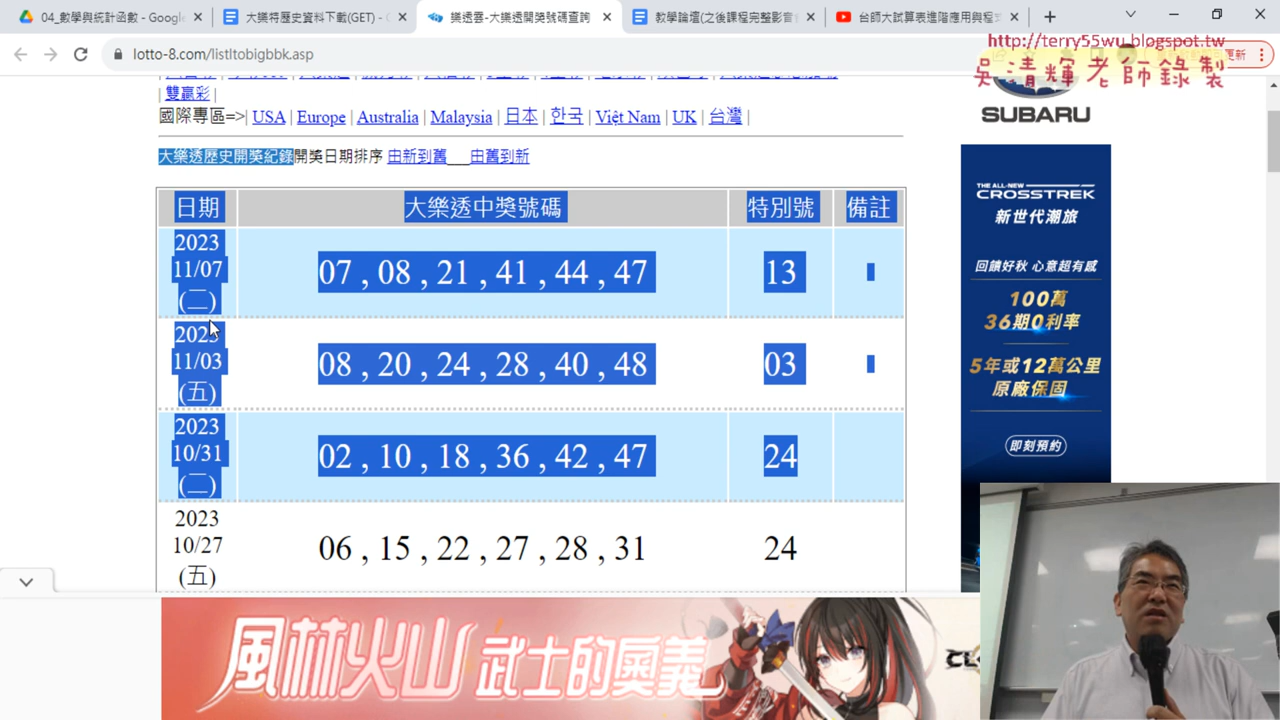 04_數學與統計函數 - Google
大樂特歷史資料下載(GET) - G
樂透雲-大樂透開獎號碼查詢
教學論壇(之後課程完整影音
台師大試算表進階應用與程式
lotto-8.com/listltobigbbk.asp
http://terry55wu.blogspot.tw
更新
吳清輝老師錄製
| 雙贏彩 |
國際專區=>| USA | Europe | Australia | Malaysia | 日本 | 한국 | Việt Nam | UK | 台灣 |
大樂透歷史開獎紀錄開獎日期排序 由新到舊 由舊到新
日期 大樂透中獎號碼 特別號 備註
2023
11/07
(二)
07 , 08 , 21 , 41 , 44 , 47 13
2023
11/03
(五)
08 , 20 , 24 , 28 , 40 , 48 03
2023
10/31
(二)
02 , 10 , 18 , 36 , 42 , 47 24
2023
10/27
(五)
06 , 15 , 22 , 27 , 28 , 31 24
SUBARU
THE ALL-NEW
CROSSTREK
新世代潮旅
回饋好秋 心意超有感
100萬
36期0利率
5年或12萬公里
原廠保固
即刻預約
風林火山 武士的奧義